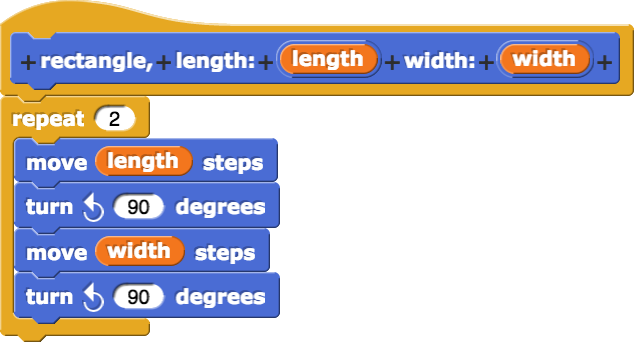 + rectangle, + length: + length + width: + width +
repeat 2
move length steps
turn ↺ 90 degrees
move width steps
turn ↺ 90 degrees